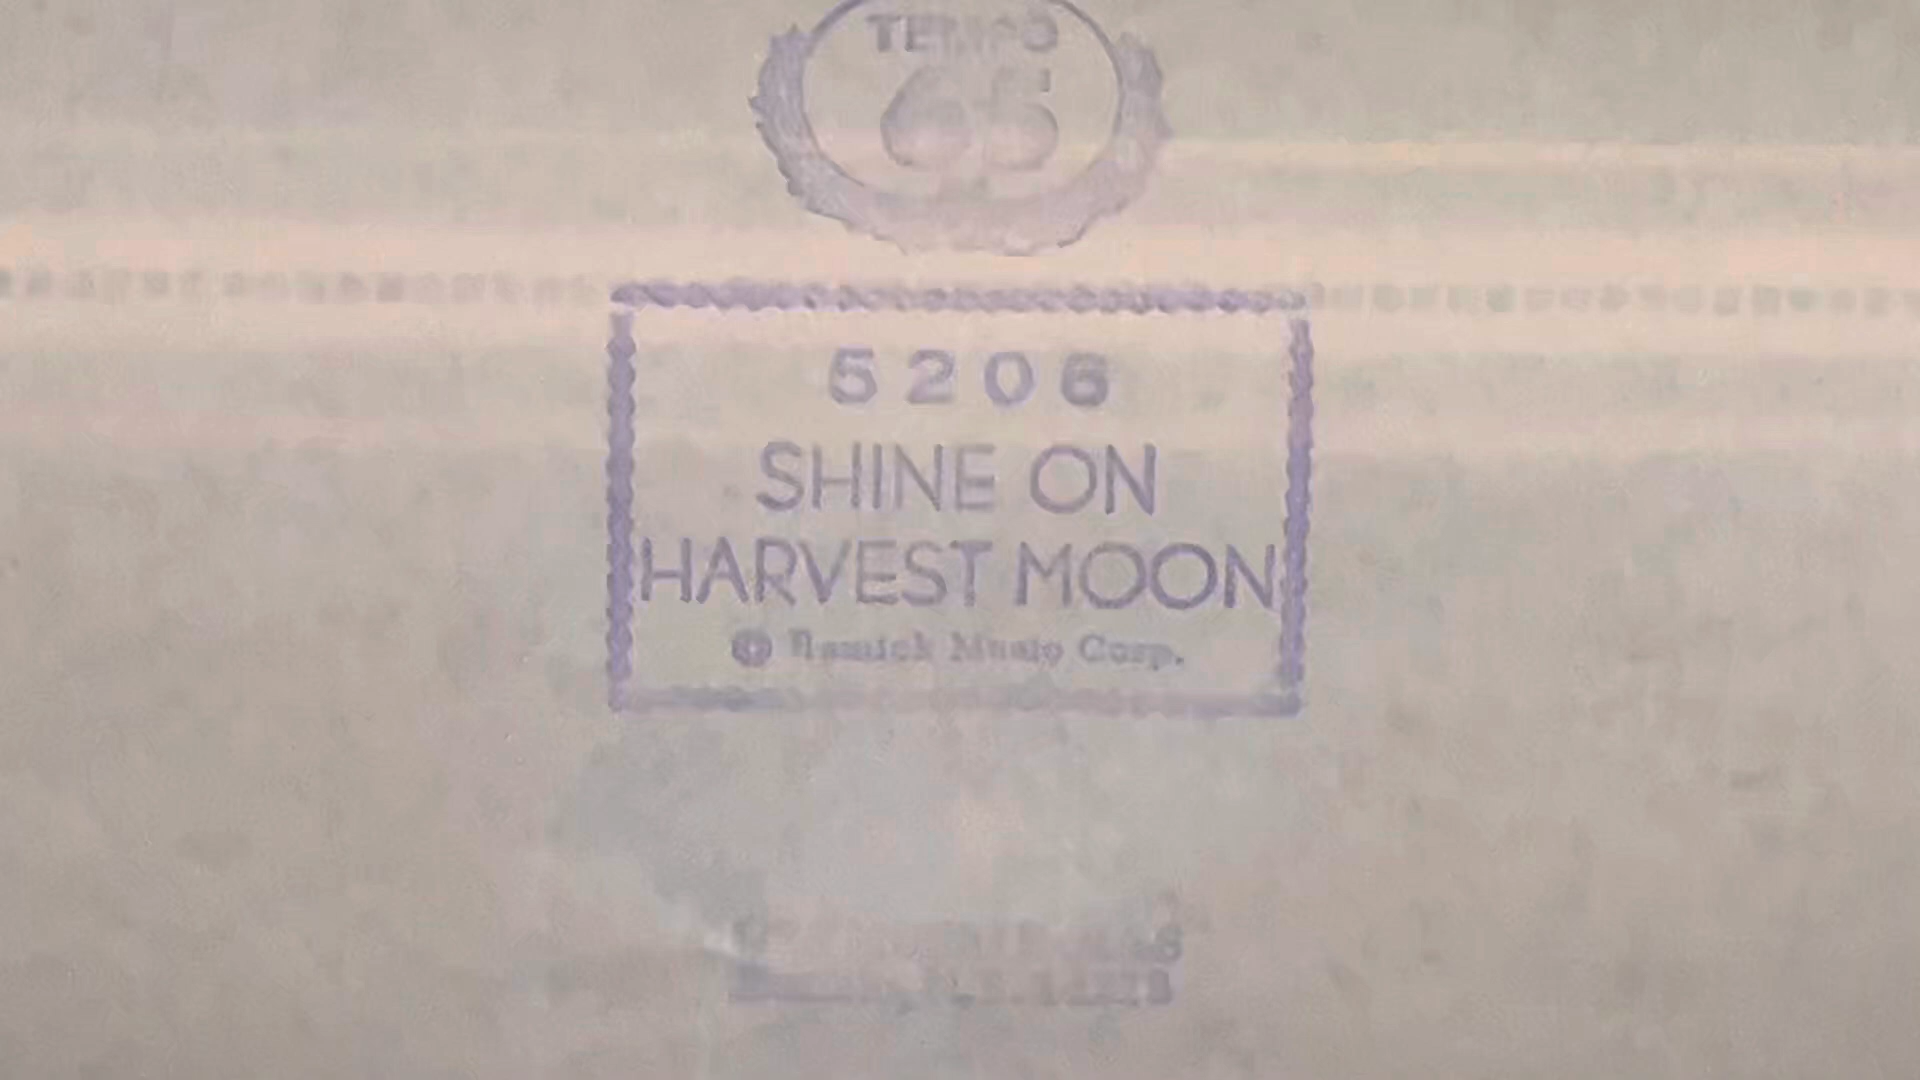 TEMPO
65
5206
SHINE ON
HARVEST MOON
© Remick Music Corp.